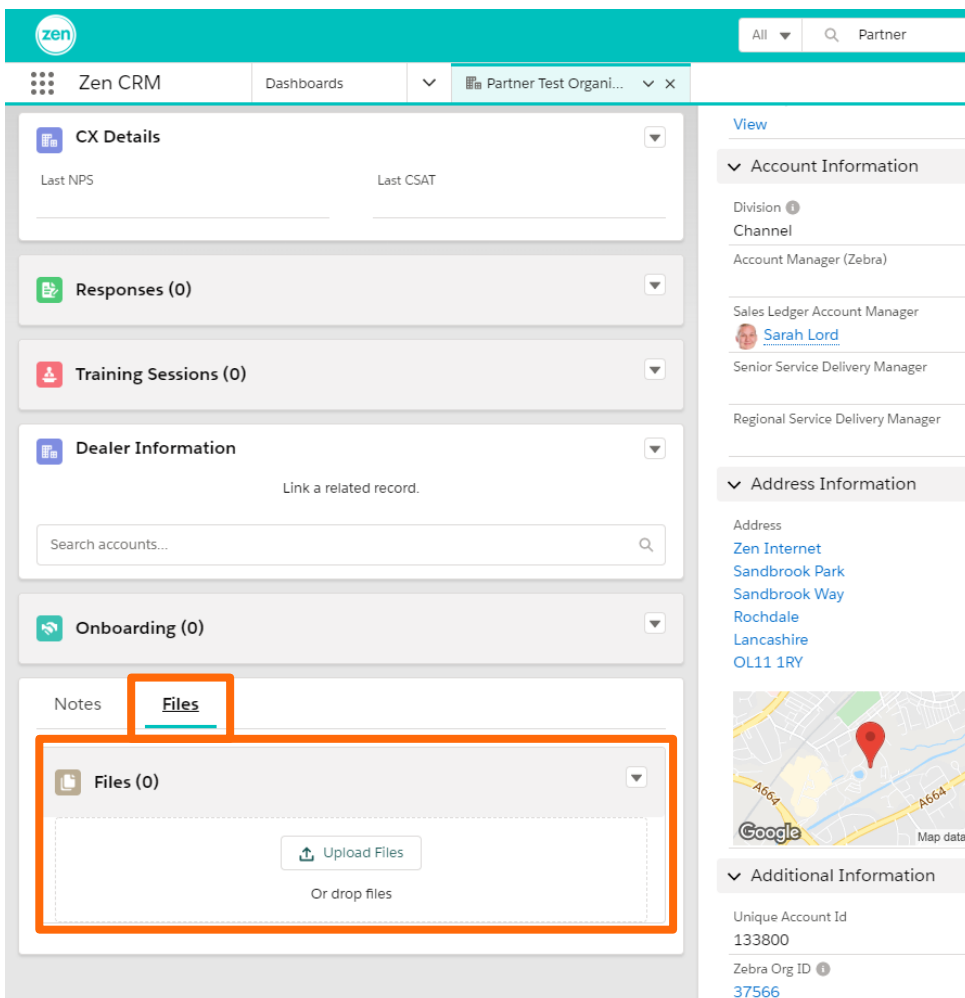 zen
All
Partner
Zen CRM
Dashboards
Partner Test Organi...
CX Details
Last NPS
Last CSAT
Responses (0)
Training Sessions (0)
Dealer Information
Link a related record.
Search accounts...
Onboarding (0)
Notes
Files
Files (0)
Upload Files
Or drop files
View
Account Information
Division
Channel
Account Manager (Zebra)
Sales Ledger Account Manager
Sarah Lord
Senior Service Delivery Manager
Regional Service Delivery Manager
Address Information
Address
Zen Internet
Sandbrook Park
Sandbrook Way
Rochdale
Lancashire
OL11 1RY
A664
A664
Google
Map data
Additional Information
Unique Account Id
133800
Zebra Org ID
37566